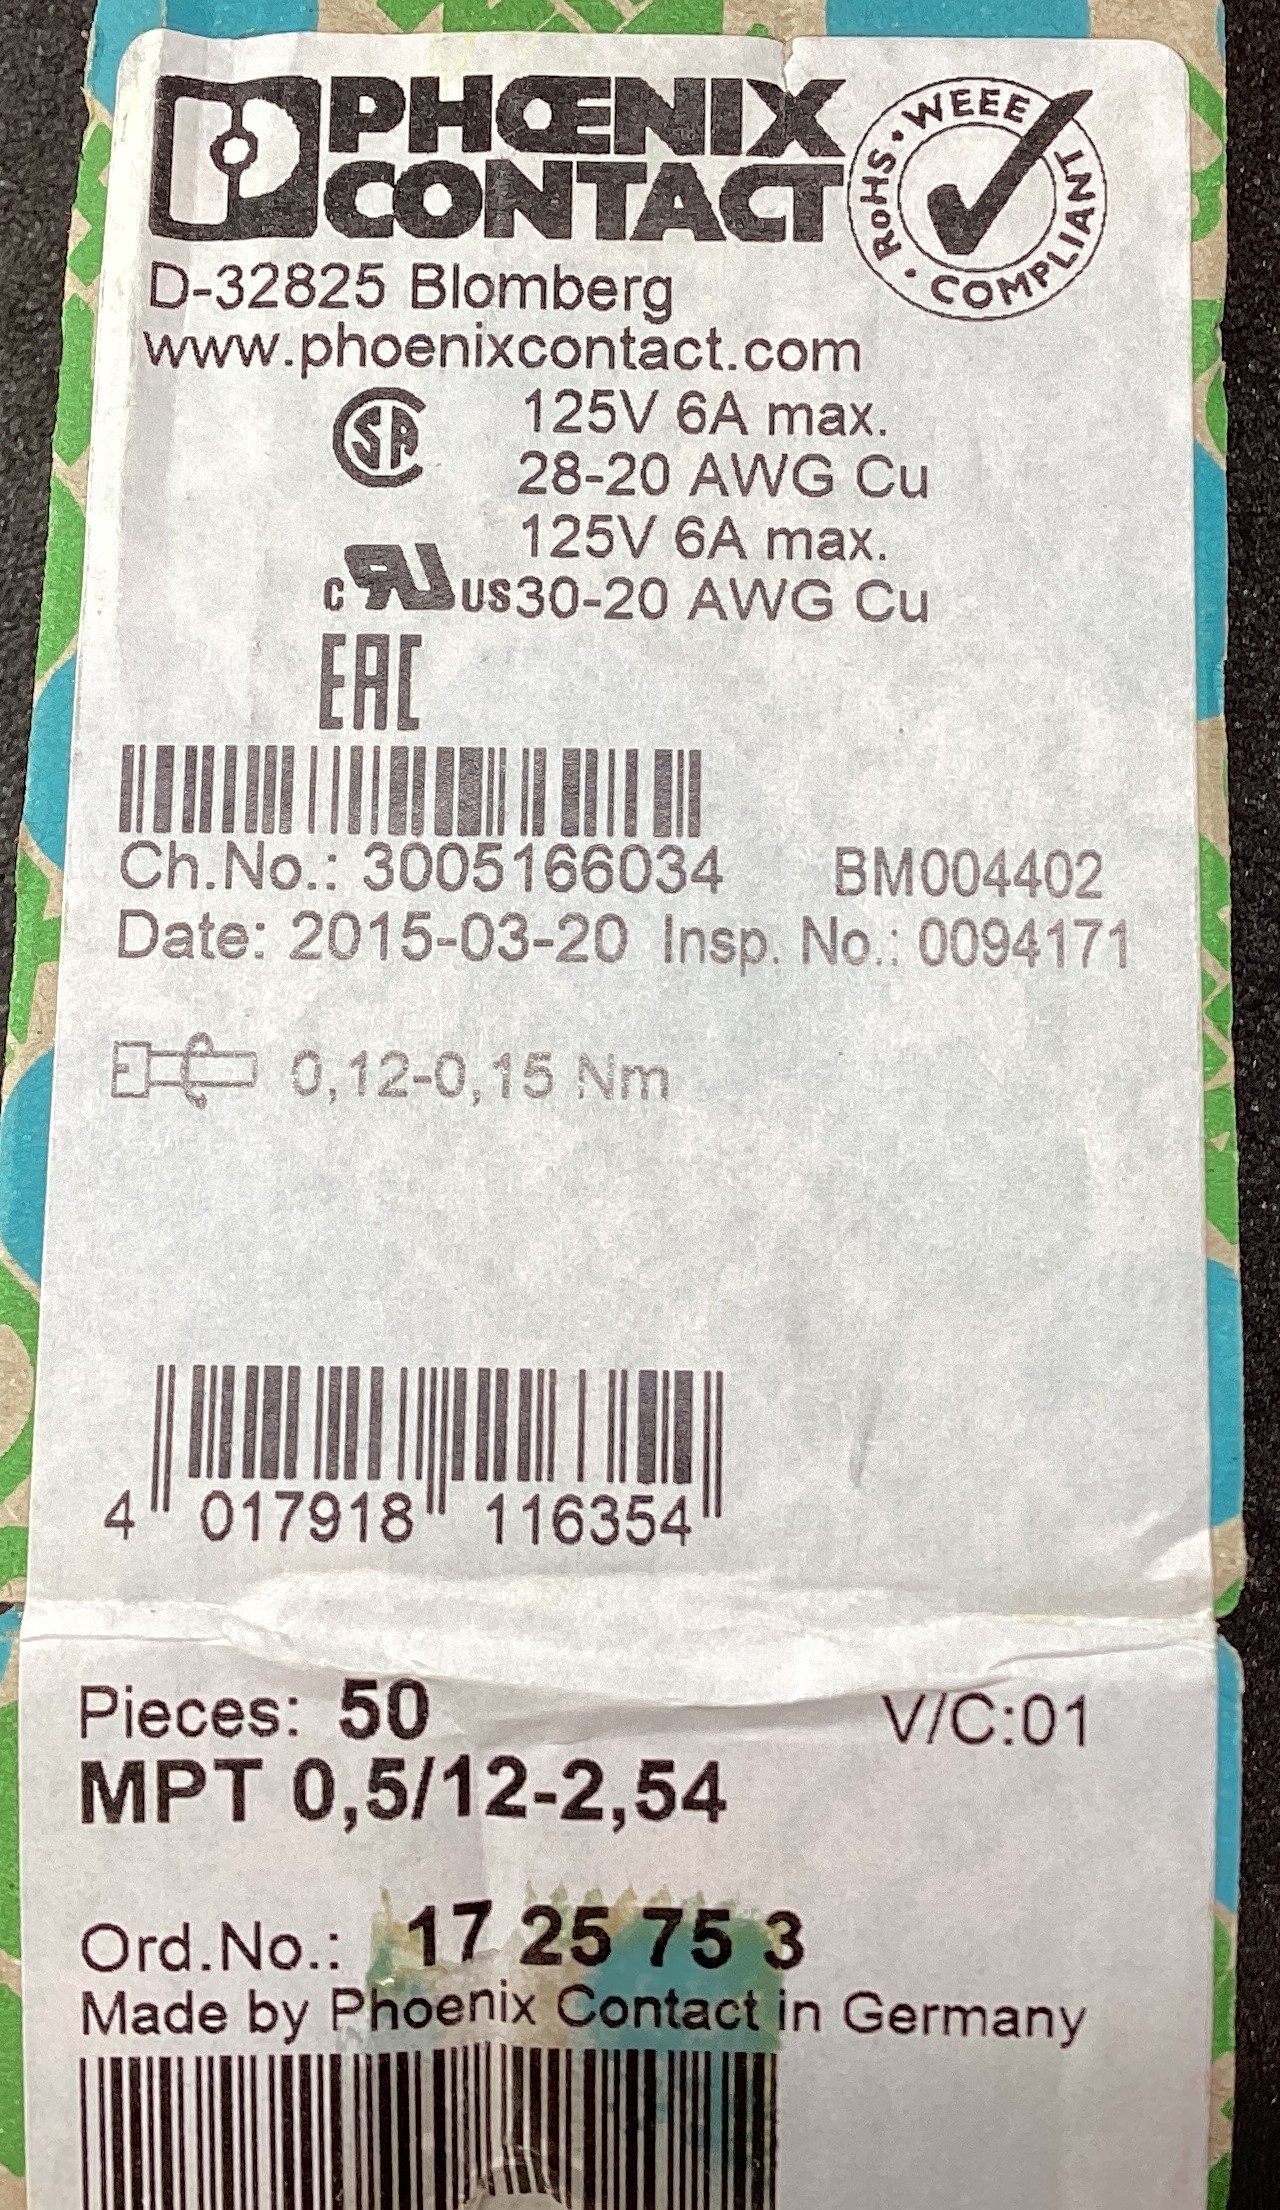 PHŒNIX
CONTACT
WEEE COMPLIANT RoHS
D-32825 Blomberg
www.phoenixcontact.com
SA
125V 6A max.
28-20 AWG Cu
125V 6A max.
c RU US 30-20 AWG Cu
EAC
Ch.No.: 3005166034 BM004402
Date: 2015-03-20 Insp. No.: 0094171
0,12-0,15 Nm
4 017918 116354
Pieces: 50 V/C:01
MPT 0,5/12-2,54
Ord.No.: 17 25 75 3
Made by Phoenix Contact in Germany